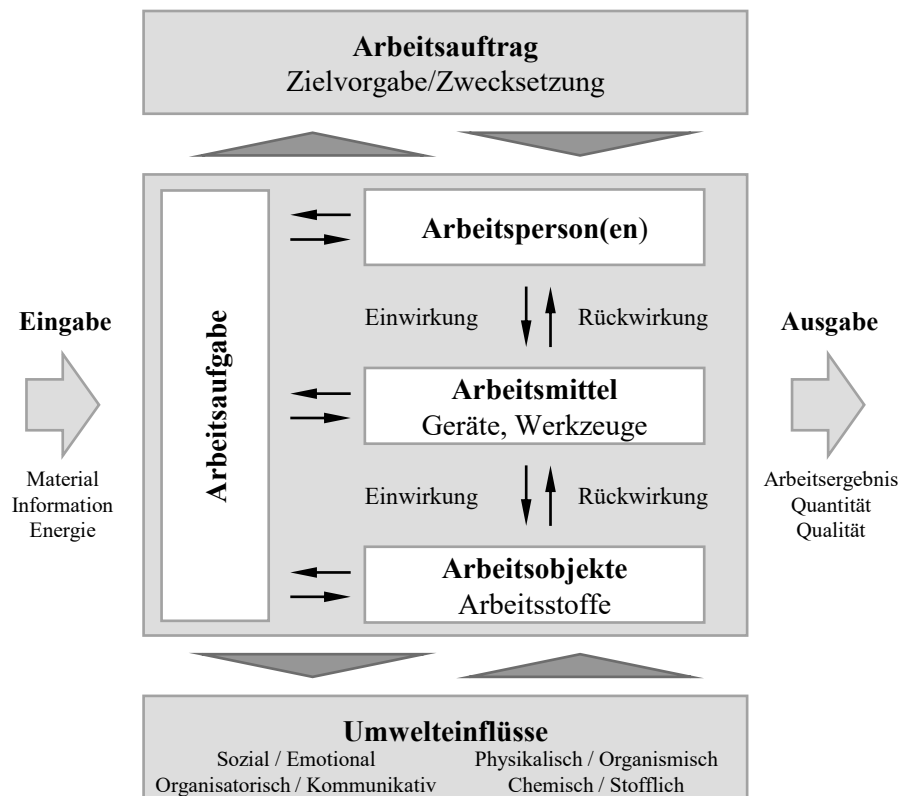 Arbeitsauftrag
Zielvorgabe/Zwecksetzung
Eingabe
Material
Information
Energie
Arbeitsaufgabe
Arbeitsperson(en)
Einwirkung
Rückwirkung
Arbeitsmittel
Geräte, Werkzeuge
Einwirkung
Rückwirkung
Arbeitsobjekte
Arbeitsstoffe
Ausgabe
Arbeitsergebnis
Quantität
Qualität
Umwelteinflüsse
Sozial / Emotional
Organisatorisch / Kommunikativ
Physikalisch / Organismisch
Chemisch / Stofflich